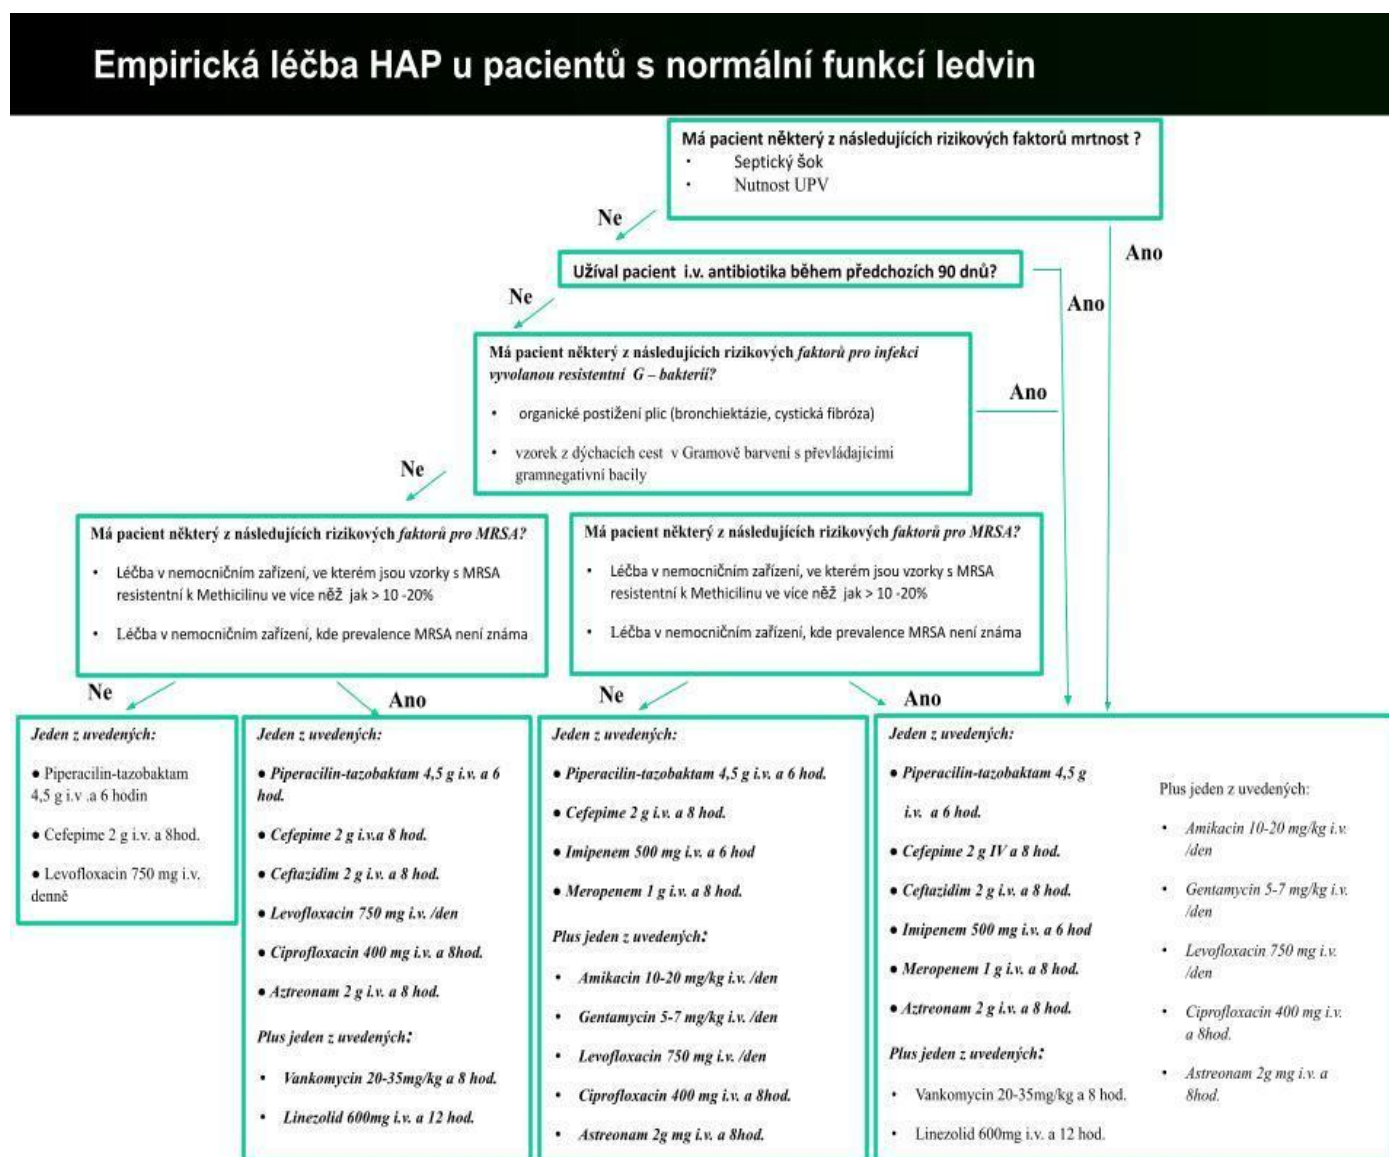 Empirická léčba HAP u pacientů s normální funkcí ledvin
Má pacient některý z následujících rizikových faktorů mrtnost ?
• Septický šok
• Nutnost UPV
Ne
Ano
Užíval pacient i.v. antibiotika během předchozích 90 dnů?
Ne
Ano
Má pacient některý z následujících rizikových faktorů pro infekci
vyvolanou resistentní G – bakterií?
• organické postižení plic (bronchiektázie, cystická fibróza)
• vzorek z dýchacích cest v Gramově barvení s převládajícími
gramnegativní bacily
Ano
Ne
Má pacient některý z následujících rizikových faktorů pro MRSA?
• Léčba v nemocničním zařízení, ve kterém jsou vzorky s MRSA
resistentní k Methicilinu ve více něž jak > 10 -20%
• Léčba v nemocničním zařízení, kde prevalence MRSA není známa
Má pacient některý z následujících rizikových faktorů pro MRSA?
• Léčba v nemocničním zařízení, ve kterém jsou vzorky s MRSA
resistentní k Methicilinu ve více něž jak > 10 -20%
• Léčba v nemocničním zařízení, kde prevalence MRSA není známa
Ne
Ano
Ne
Ano
Jeden z uvedených:
● Piperacilin-tazobaktam
4,5 g i.v .a 6 hodin
● Cefepime 2 g i.v. a 8hod.
● Levofloxacin 750 mg i.v.
denně
Jeden z uvedených:
● Piperacilin-tazobaktam 4,5 g i.v. a 6
hod.
● Cefepime 2 g i.v.a 8 hod.
● Ceftazidim 2 g i.v. a 8 hod.
● Levofloxacin 750 mg i.v. /den
● Ciprofloxacin 400 mg i.v. a 8hod.
● Aztreonam 2 g i.v. a 8 hod.
Plus jeden z uvedených:
• Vankomycin 20-35mg/kg a 8 hod.
• Linezolid 600mg i.v. a 12 hod.
Jeden z uvedených:
● Piperacilin-tazobaktam 4,5 g i.v. a 6 hod.
● Cefepime 2 g i.v. a 8 hod.
● Imipenem 500 mg i.v. a 6 hod
● Meropenem 1 g i.v. a 8 hod.
Plus jeden z uvedených:
• Amikacin 10-20 mg/kg i.v. /den
• Gentamycin 5-7 mg/kg i.v. /den
• Levofloxacin 750 mg i.v. /den
• Ciprofloxacin 400 mg i.v. a 8hod.
• Astreonam 2g mg i.v. a 8hod.
Jeden z uvedených:
● Piperacilin-tazobaktam 4,5 g
i.v. a 6 hod.
● Cefepime 2 g IV a 8 hod.
● Ceftazidim 2 g i.v. a 8 hod.
● Imipenem 500 mg i.v. a 6 hod
● Meropenem 1 g i.v. a 8 hod.
● Aztreonam 2 g i.v. a 8 hod.
Plus jeden z uvedených:
• Vankomycin 20-35mg/kg a 8 hod.
• Linezolid 600mg i.v. a 12 hod.
Plus jeden z uvedených:
• Amikacin 10-20 mg/kg i.v.
/den
• Gentamycin 5-7 mg/kg i.v.
/den
• Levofloxacin 750 mg i.v.
/den
• Ciprofloxacin 400 mg i.v.
a 8hod.
• Astreonam 2g mg i.v. a
8hod.